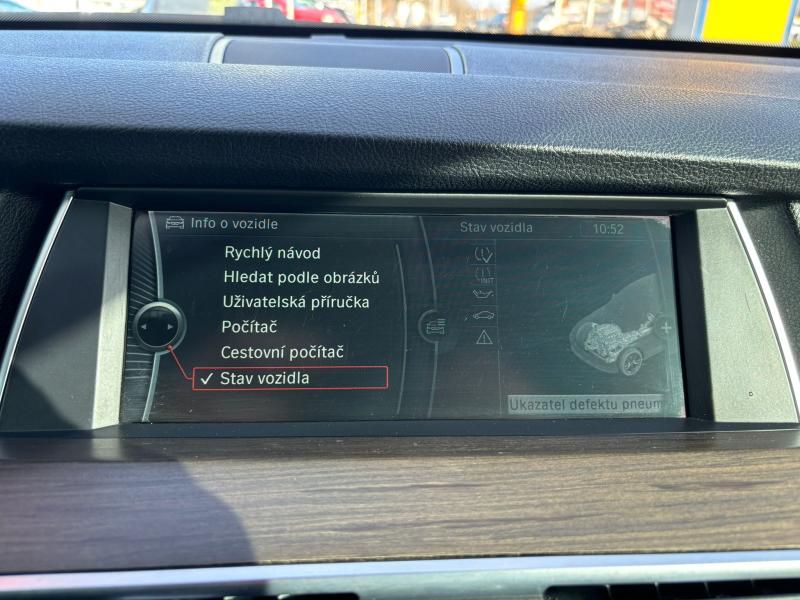 Info o vozidle
Stav vozidla
10:52
Rychlý návod
Hledat podle obrázků
Uživatelská příručka
Počítač
Cestovní počítač
✓ Stav vozidla
INIT
+
Ukazatel defektu pneum